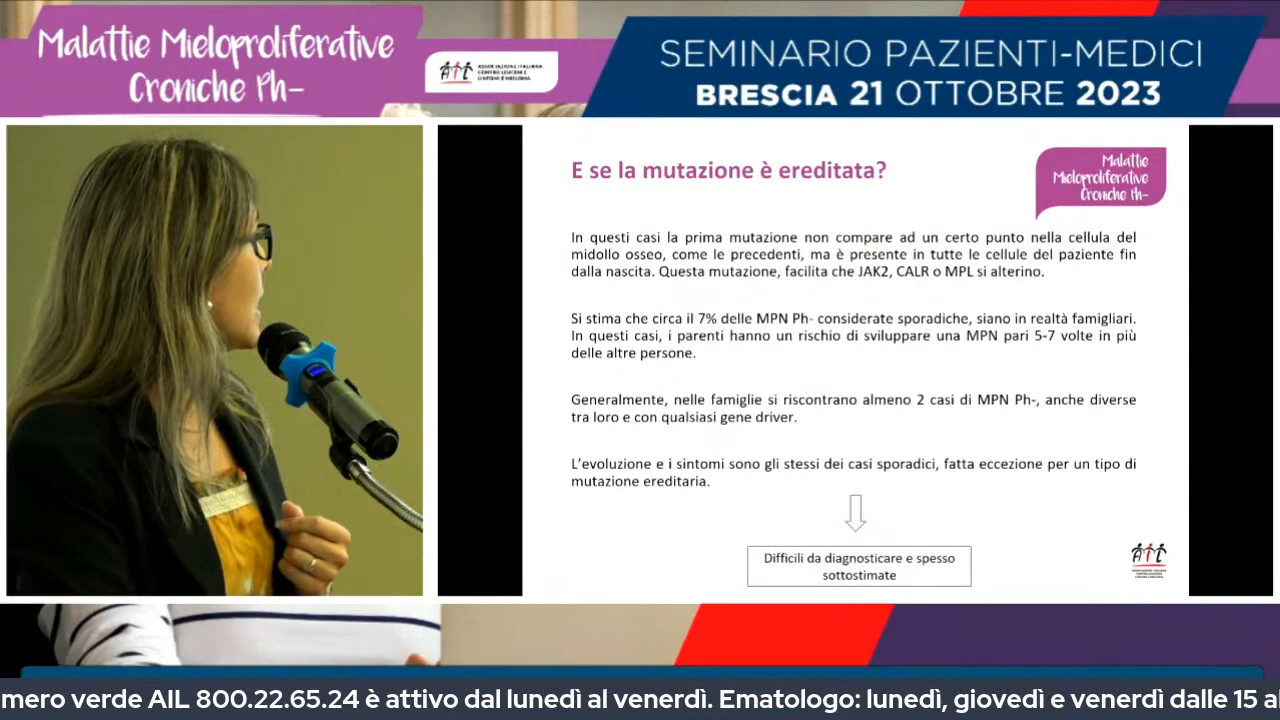 Malattie Mieloproliferative
Croniche Ph-
AIL
ASSOCIAZIONE ITALIANA
CONTRO LEUCEMIE
LINFOMI E MIELOMA
SEMINARIO PAZIENTI-MEDICI
BRESCIA 21 OTTOBRE 2023
E se la mutazione è ereditata?
Malattie
Mieloproliferative
Croniche Ph-
In questi casi la prima mutazione non compare ad un certo punto nella cellula del
midollo osseo, come le precedenti, ma è presente in tutte le cellule del paziente fin
dalla nascita. Questa mutazione, facilita che JAK2, CALR o MPL si alterino.
Si stima che circa il 7% delle MPN Ph- considerate sporadiche, siano in realtà famigliari.
In questi casi, i parenti hanno un rischio di sviluppare una MPN pari 5-7 volte in più
delle altre persone.
Generalmente, nelle famiglie si riscontrano almeno 2 casi di MPN Ph-, anche diverse
tra loro e con qualsiasi gene driver.
L'evoluzione e i sintomi sono gli stessi dei casi sporadici, fatta eccezione per un tipo di
mutazione ereditaria.
Difficili da diagnosticare e spesso
sottostimate
AIL
mero verde AIL 800.22.65.24 è attivo dal lunedì al venerdì. Ematologo: lunedì, giovedì e venerdì dalle 15 a